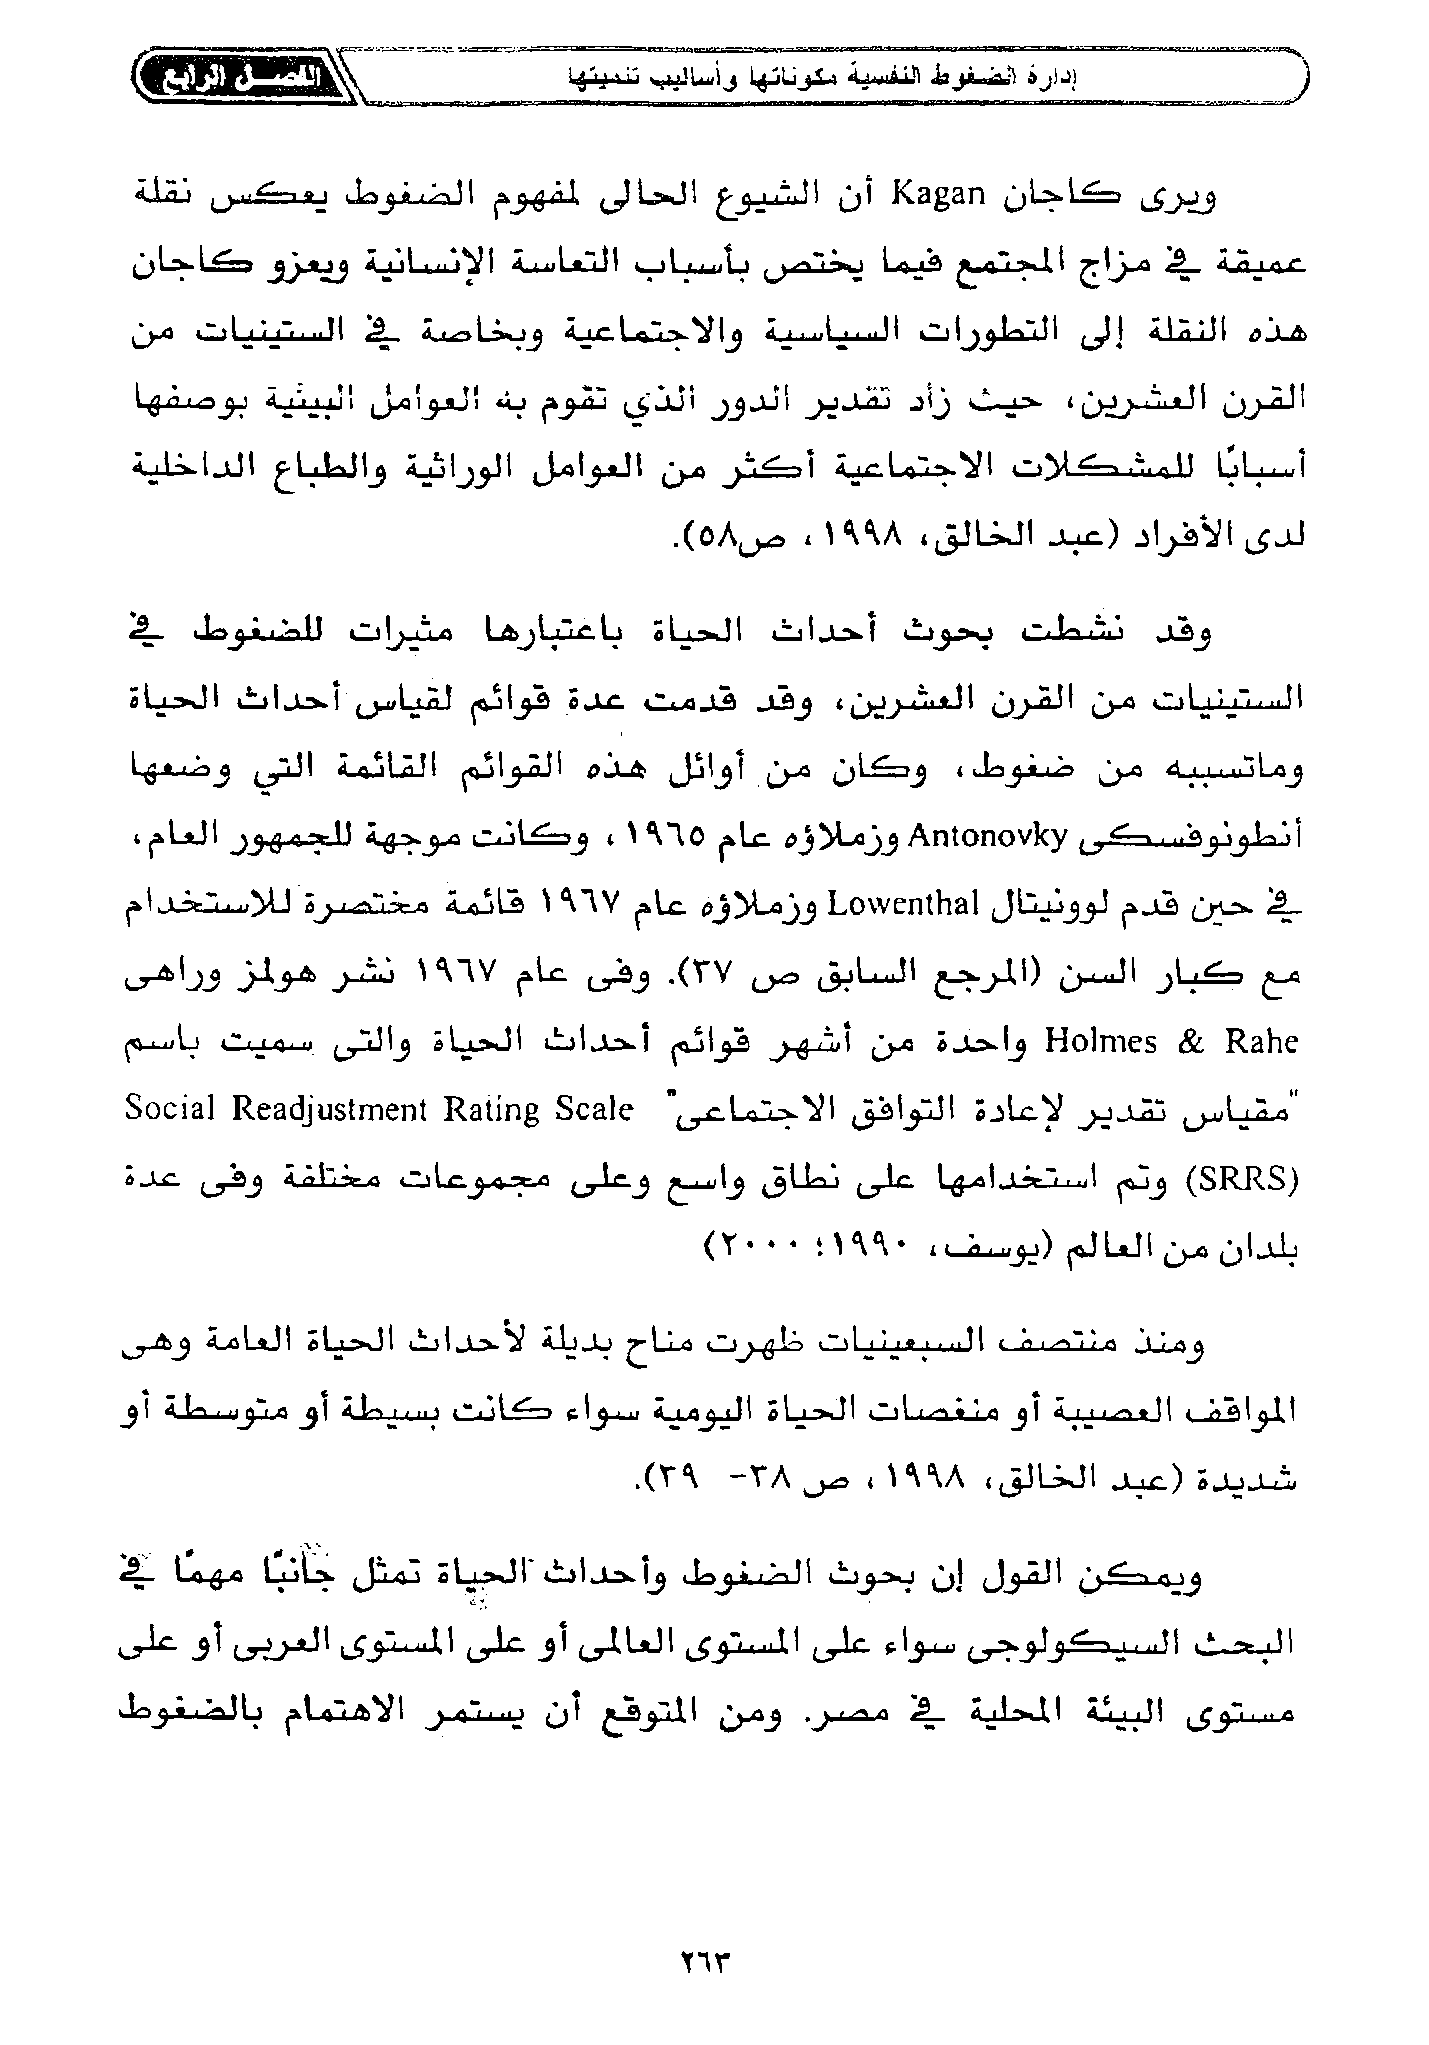 إدارة الضغوط النفسية مكوناتها وأساليب تنميتها
الفصل الرابع
ويرى كاجان Kagan أن الشيوع الحالى لمفهوم الضغوط يعكس نقلة
عميقة في مزاج المجتمع فيما يختص بأسباب التعاسة الإنسانية ويعزو كاجان
هذه النقلة إلى التطورات السياسية والاجتماعية وبخاصة في الستينيات من
القرن العشرين، حيث زاد تقدير الدور الذي تقوم به العوامل البيئية بوصفها
أسبابًا للمشكلات الاجتماعية أكثر من العوامل الوراثية والطباع الداخلية
لدى الأفراد (عبد الخالق، ١٩٩٨، ص٥٨).
وقد نشطت بحوث أحداث الحياة باعتبارها مثيرات للضغوط في
الستينيات من القرن العشرين، وقد قدمت عدة قوائم لقياس أحداث الحياة
وماتسببه من ضغوط، وكان من أوائل هذه القوائم القائمة التي وضعها
أنطونوفسكى Antonovky وزملاؤه عام ١٩٦٥، وكانت موجهة للجمهور العام،
في حين قدم لوونيتال Lowenthal وزملاؤه عام ١٩٦٧ قائمة مختصرة للاستخدام
مع كبار السن (المرجع السابق ص ٣٧). وفى عام ١٩٦٧ نشر هولمز وراهى
Holmes & Rahe واحدة من أشهر قوائم أحداث الحياة والتى سميت باسم
"مقياس تقدير لإعادة التوافق الاجتماعى" Social Readjustment Rating Scale
(SRRS) وتم استخدامها على نطاق واسع وعلى مجموعات مختلفة وفى عدة
بلدان من العالم (يوسف، ١٩٩٠؛ ٢٠٠٠)
ومنذ منتصف السبعينيات ظهرت مناح بديلة لأحداث الحياة العامة وهى
المواقف العصيبة أو منغصات الحياة اليومية سواء كانت بسيطة أو متوسطة أو
شديدة (عبد الخالق، ١٩٩٨، ص ٣٨- ٣٩).
ويمكن القول إن بحوث الضغوط وأحداث الحياة تمثل جانبًا مهمًا في
البحث السيكولوجى سواء على المستوى العالمى أو على المستوى العربى أو على
مستوى البيئة المحلية في مصر. ومن المتوقع أن يستمر الاهتمام بالضغوط
٢٦٣